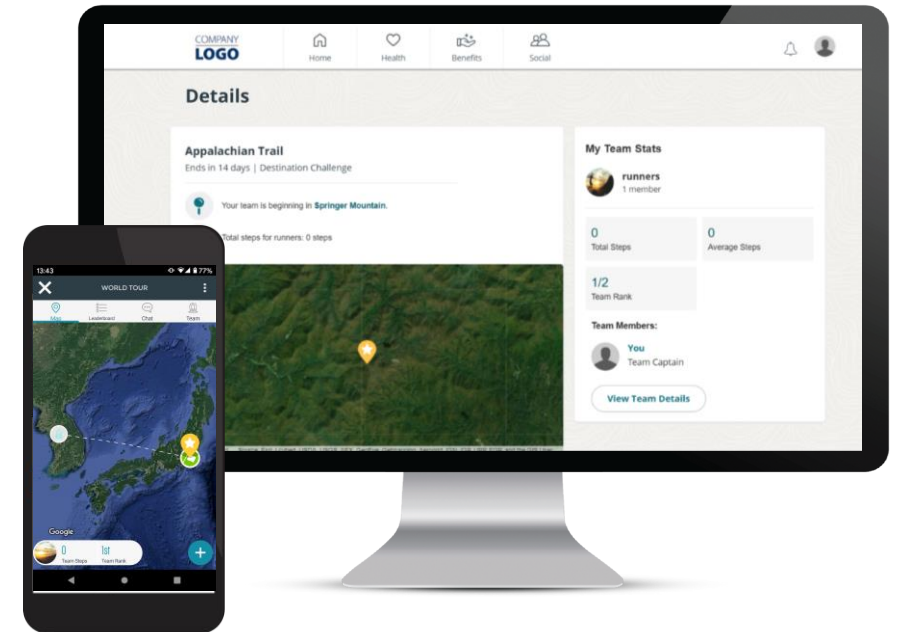 COMPANY
LOGO
Home
Health
Benefits
Social
Details
Appalachian Trail
Ends in 14 days | Destination Challenge
Your team is beginning in Springer Mountain.
Total steps for runners: 0 steps
My Team Stats
runners
1 member
0
Total Steps
0
Average Steps
1/2
Team Rank
Team Members:
You
Team Captain
View Team Details
13:43
77%
WORLD TOUR
Map
Leaderboard
Chat
Team
Google
0
Team Steps
1st
Team Rank